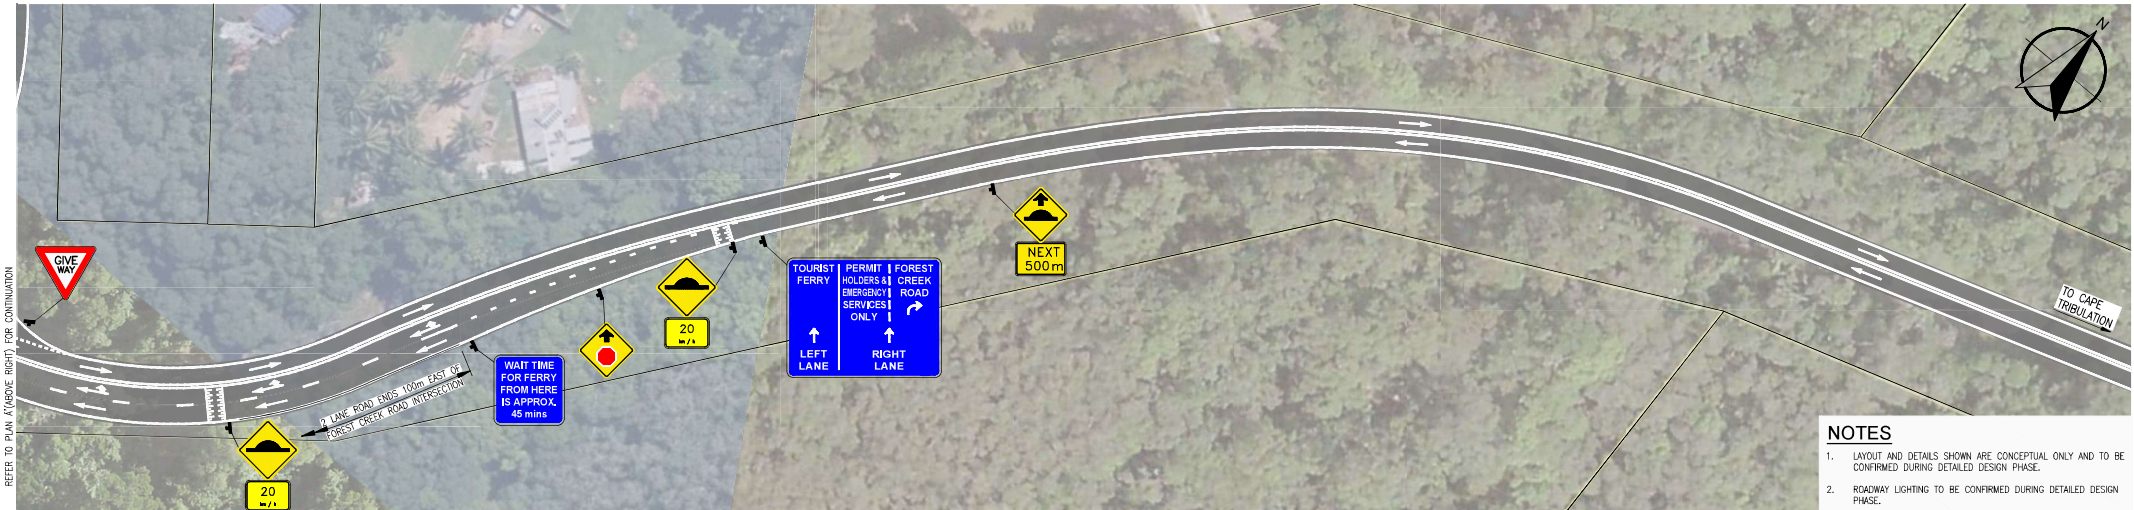 N
REFER TO PLAN 'A' (ABOVE RIGHT) FOR CONTINUATION
GIVE
WAY
20
km/h
2 LANE ROAD ENDS 100m EAST OF
FOREST CREEK ROAD INTERSECTION
WAIT TIME
FOR FERRY
FROM HERE
IS APPROX.
45 mins
20
km/h
TOURIST
FERRY
LEFT
LANE
PERMIT
HOLDERS &
EMERGENCY
SERVICES
ONLY
FOREST
CREEK
ROAD
RIGHT
LANE
NEXT
500m
TO CAPE
TRIBULATION
NOTES
1. LAYOUT AND DETAILS SHOWN ARE CONCEPTUAL ONLY AND TO BE
CONFIRMED DURING DETAILED DESIGN PHASE.
2. ROADWAY LIGHTING TO BE CONFIRMED DURING DETAILED DESIGN
PHASE.